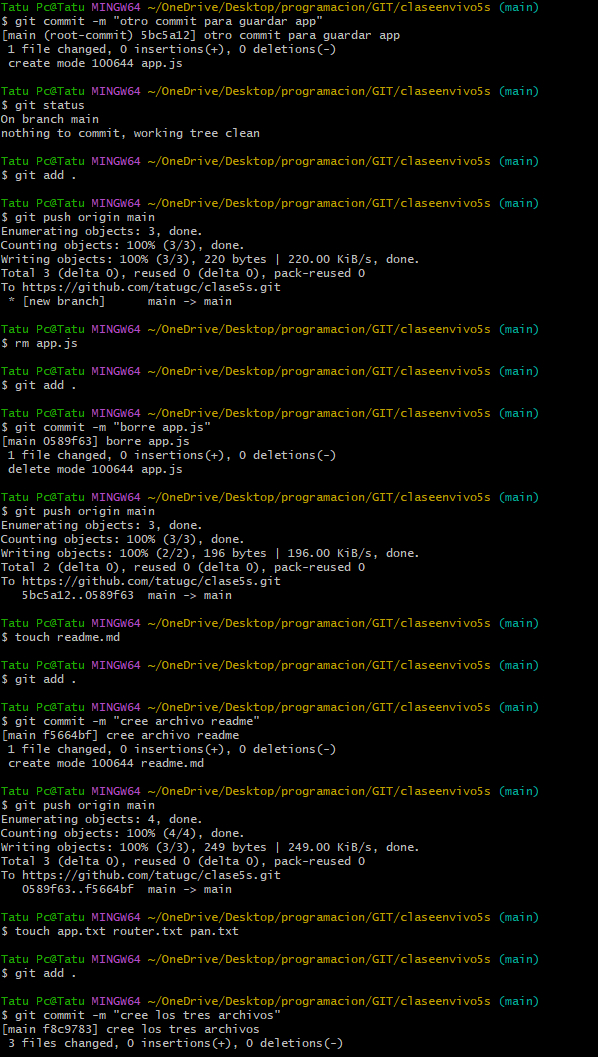 Tatu Pc@Tatu MINGW64 ~/OneDrive/Desktop/programacion/GIT/claseenvivo5s (main)
$ git commit -m "otro commit para guardar app"
[main (root-commit) 5bc5a12] otro commit para guardar app
 1 file changed, 0 insertions(+), 0 deletions(-)
 create mode 100644 app.js
Tatu Pc@Tatu MINGW64 ~/OneDrive/Desktop/programacion/GIT/claseenvivo5s (main)
$ git status
On branch main
nothing to commit, working tree clean
Tatu Pc@Tatu MINGW64 ~/OneDrive/Desktop/programacion/GIT/claseenvivo5s (main)
$ git add .
Tatu Pc@Tatu MINGW64 ~/OneDrive/Desktop/programacion/GIT/claseenvivo5s (main)
$ git push origin main
Enumerating objects: 3, done.
Counting objects: 100% (3/3), done.
Writing objects: 100% (3/3), 220 bytes | 220.00 KiB/s, done.
Total 3 (delta 0), reused 0 (delta 0), pack-reused 0
To https://github.com/tatugc/clase5s.git
 * [new branch]      main -> main
Tatu Pc@Tatu MINGW64 ~/OneDrive/Desktop/programacion/GIT/claseenvivo5s (main)
$ rm app.js
Tatu Pc@Tatu MINGW64 ~/OneDrive/Desktop/programacion/GIT/claseenvivo5s (main)
$ git add .
Tatu Pc@Tatu MINGW64 ~/OneDrive/Desktop/programacion/GIT/claseenvivo5s (main)
$ git commit -m "borre app.js"
[main 0589f63] borre app.js
 1 file changed, 0 insertions(+), 0 deletions(-)
 delete mode 100644 app.js
Tatu Pc@Tatu MINGW64 ~/OneDrive/Desktop/programacion/GIT/claseenvivo5s (main)
$ git push origin main
Enumerating objects: 3, done.
Counting objects: 100% (3/3), done.
Writing objects: 100% (2/2), 196 bytes | 196.00 KiB/s, done.
Total 2 (delta 0), reused 0 (delta 0), pack-reused 0
To https://github.com/tatugc/clase5s.git
   5bc5a12..0589f63  main -> main
Tatu Pc@Tatu MINGW64 ~/OneDrive/Desktop/programacion/GIT/claseenvivo5s (main)
$ touch readme.md
Tatu Pc@Tatu MINGW64 ~/OneDrive/Desktop/programacion/GIT/claseenvivo5s (main)
$ git add .
Tatu Pc@Tatu MINGW64 ~/OneDrive/Desktop/programacion/GIT/claseenvivo5s (main)
$ git commit -m "cree archivo readme"
[main f5664bf] cree archivo readme
 1 file changed, 0 insertions(+), 0 deletions(-)
 create mode 100644 readme.md
Tatu Pc@Tatu MINGW64 ~/OneDrive/Desktop/programacion/GIT/claseenvivo5s (main)
$ git push origin main
Enumerating objects: 4, done.
Counting objects: 100% (4/4), done.
Writing objects: 100% (3/3), 249 bytes | 249.00 KiB/s, done.
Total 3 (delta 0), reused 0 (delta 0), pack-reused 0
To https://github.com/tatugc/clase5s.git
   0589f63..f5664bf  main -> main
Tatu Pc@Tatu MINGW64 ~/OneDrive/Desktop/programacion/GIT/claseenvivo5s (main)
$ touch app.txt router.txt pan.txt
Tatu Pc@Tatu MINGW64 ~/OneDrive/Desktop/programacion/GIT/claseenvivo5s (main)
$ git add .
Tatu Pc@Tatu MINGW64 ~/OneDrive/Desktop/programacion/GIT/claseenvivo5s (main)
$ git commit -m "cree los tres archivos"
[main f8c9783] cree los tres archivos
 3 files changed, 0 insertions(+), 0 deletions(-)